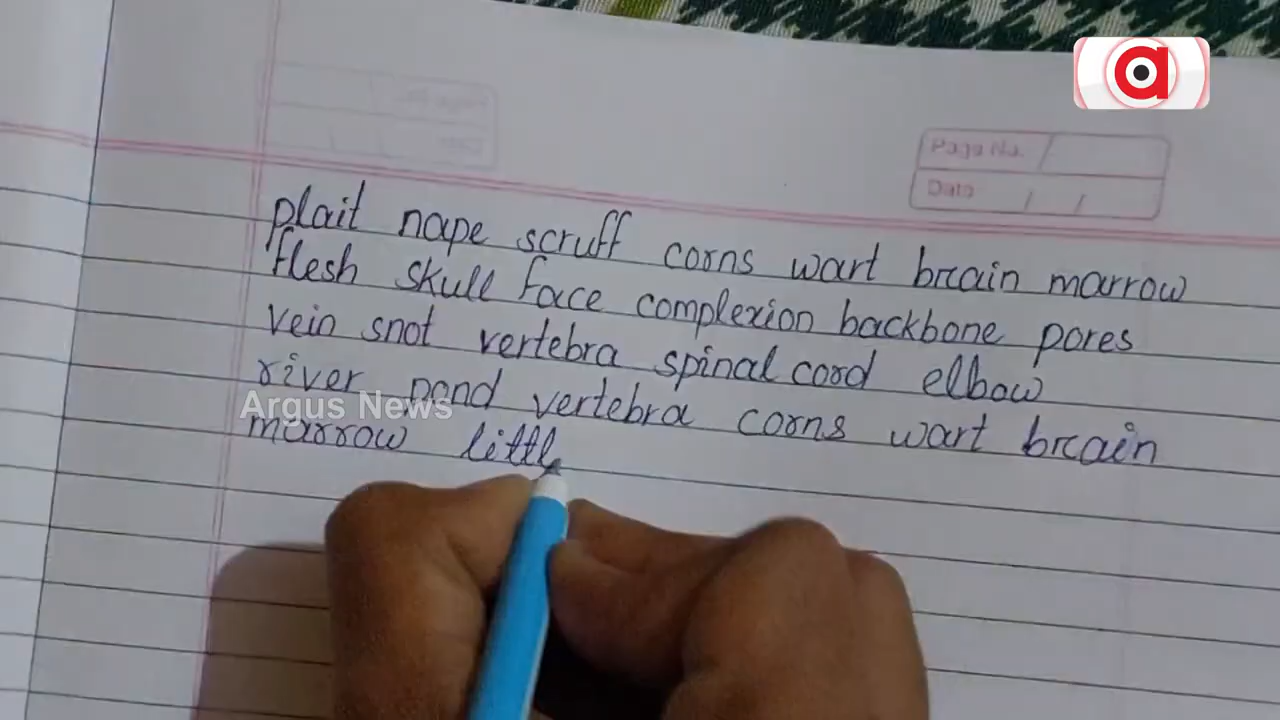 a
Page No.
Date / /
plait nape scruff corns wart brain marrow
flesh skull face complexion backbone pores
vein snot vertebra spinal cord elbow
river pond vertebra corns wart brain
Argus News
marrow littl